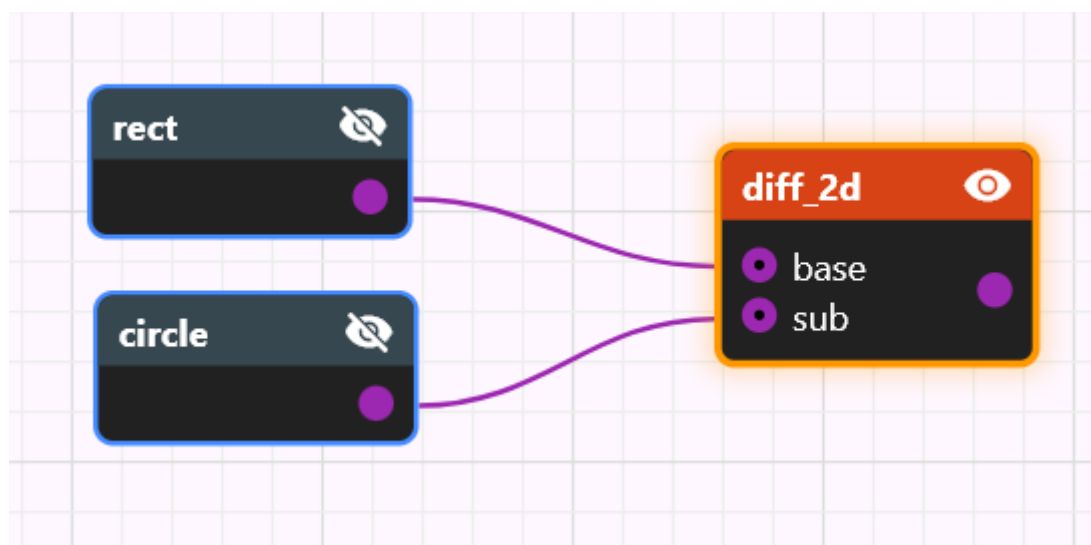 rect
circle
diff_2d
base
sub